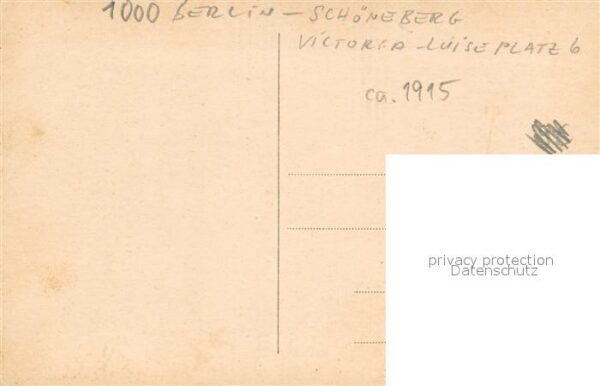 1000 BERLIN - SCHÖNEBERG
VICTORIA - LUISE PLATZ 6
ca. 1915
privacy protection
Datenschutz